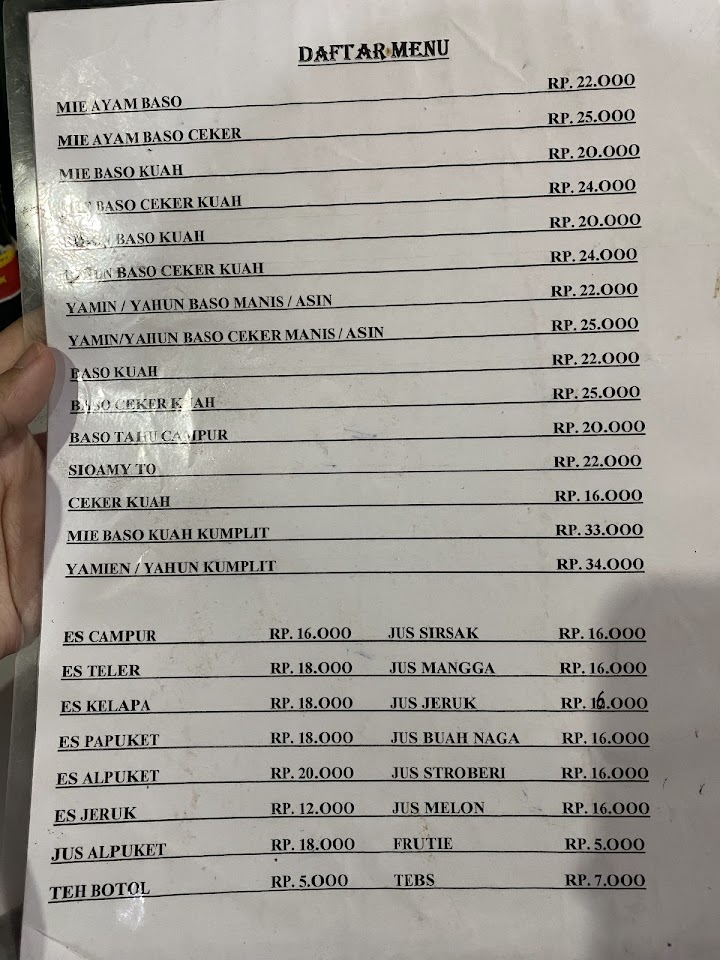 DAFTAR MENU
MIE AYAM BASO RP. 22.000
MIE AYAM BASO CEKER RP. 25.000
MIE BASO KUAH RP. 20.000
MIE BASO CEKER KUAH RP. 24.000
BASO KUAH RP. 20.000
BASO CEKER KUAH RP. 24.000
YAMIN / YAHUN BASO MANIS / ASIN RP. 22.000
YAMIN/YAHUN BASO CEKER MANIS / ASIN RP. 25.000
BASO KUAH RP. 22.000
BASO CEKER KUAH RP. 25.000
BASO TAHU CAMPUR RP. 20.000
SIOAMY TO RP. 22.000
CEKER KUAH RP. 16.000
MIE BASO KUAH KUMPLIT RP. 33.000
YAMIEN / YAHUN KUMPLIT RP. 34.000
ES CAMPUR RP. 16.000 JUS SIRSAK RP. 16.000
ES TELER RP. 18.000 JUS MANGGA RP. 16.000
ES KELAPA RP. 18.000 JUS JERUK RP. 16.000
ES PAPUKET RP. 18.000 JUS BUAH NAGA RP. 16.000
ES ALPUKET RP. 20.000 JUS STROBERI RP. 16.000
ES JERUK RP. 12.000 JUS MELON RP. 16.000
JUS ALPUKET RP. 18.000 FRUTIE RP. 5.000
TEH BOTOL RP. 5.000 TEBS RP. 7.000